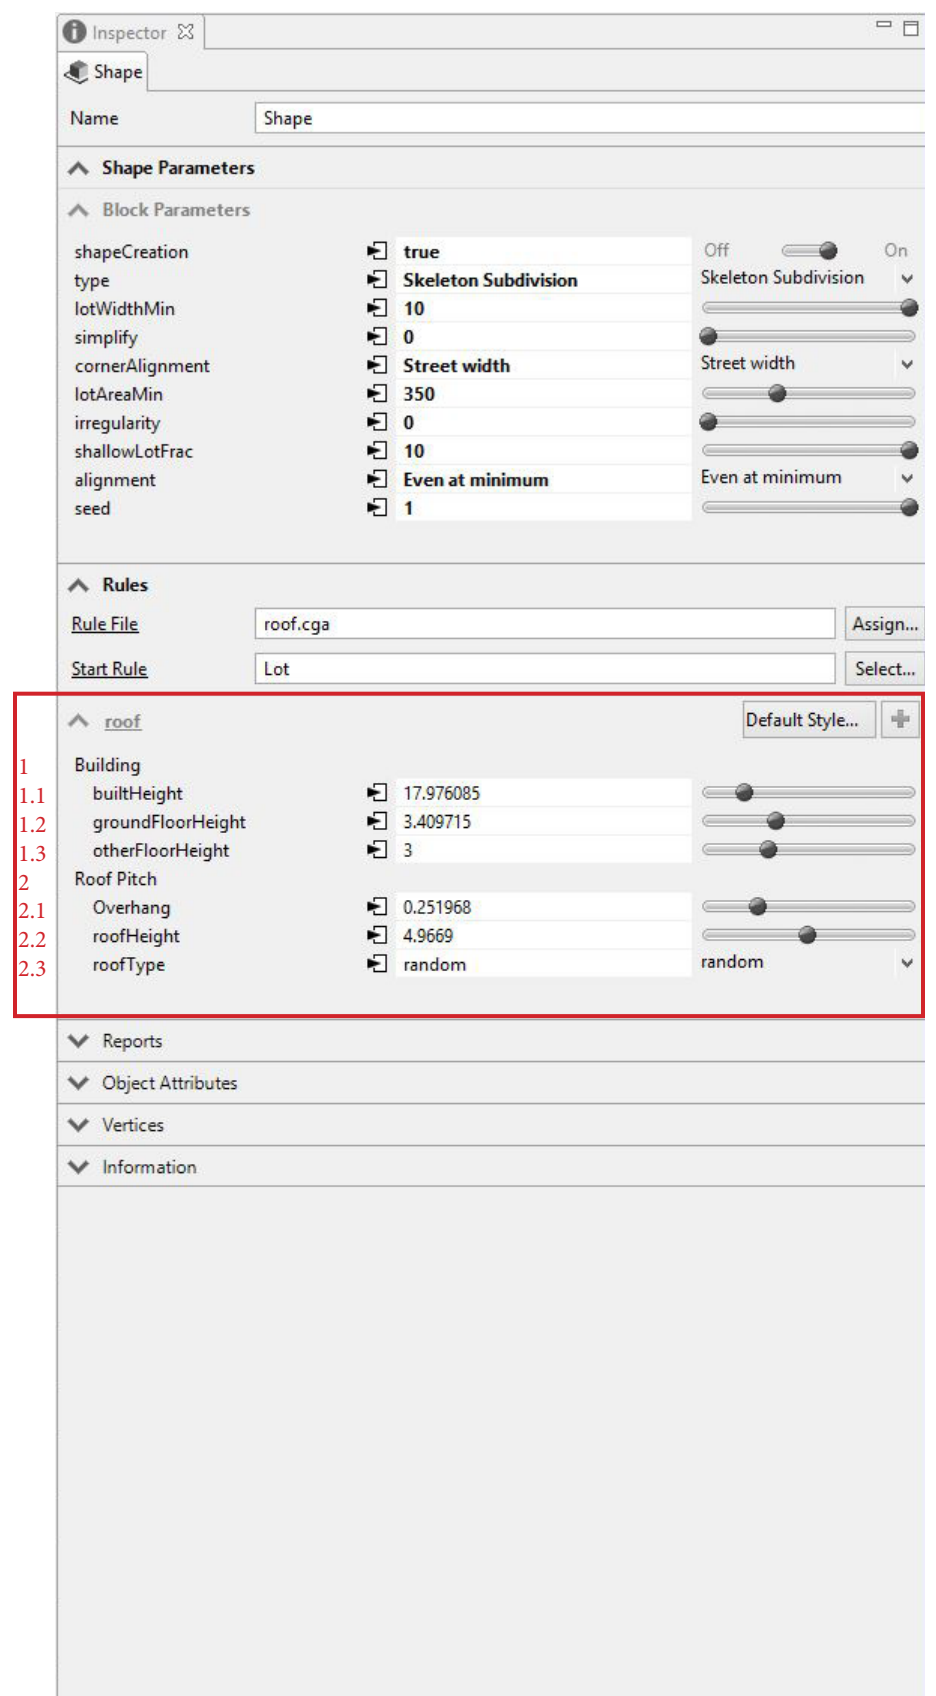 Inspector
Shape
Name Shape
Shape Parameters
Block Parameters
shapeCreation true Off On
type Skeleton Subdivision Skeleton Subdivision
lotWidthMin 10
simplify 0
cornerAlignment Street width Street width
lotAreaMin 350
irregularity 0
shallowLotFrac 10
alignment Even at minimum Even at minimum
seed 1
Rules
Rule File roof.cga Assign...
Start Rule Lot Select...
roof Default Style...
1 Building
1.1 builtHeight 17.976085
1.2 groundFloorHeight 3.409715
1.3 otherFloorHeight 3
2 Roof Pitch
2.1 Overhang 0.251968
2.2 roofHeight 4.9669
2.3 roofType random random
Reports
Object Attributes
Vertices
Information